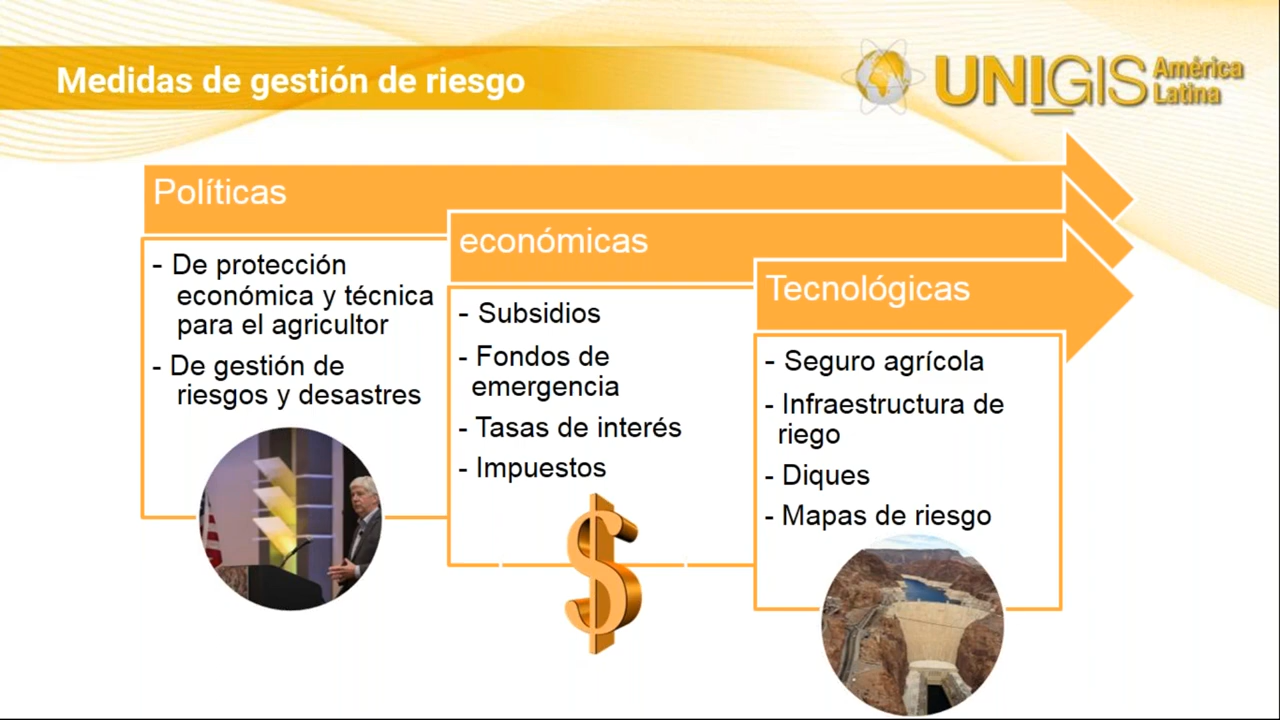 Medidas de gestión de riesgo
UNIGIS América
Latina
Políticas
- De protección
económica y técnica
para el agricultor
- De gestión de
riesgos y desastres
económicas
- Subsidios
- Fondos de
emergencia
- Tasas de interés
- Impuestos
$
Tecnológicas
- Seguro agrícola
- Infraestructura de
riego
- Diques
- Mapas de riesgo